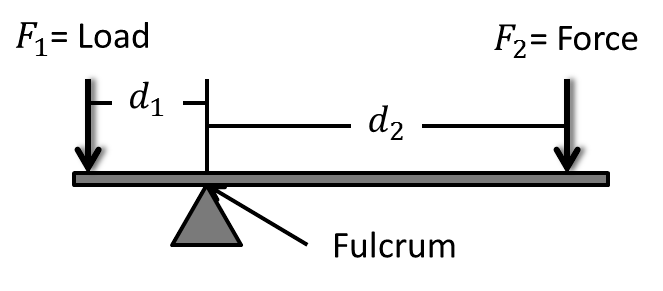 F₁= Load
F₂= Force
d₁
d₂
Fulcrum